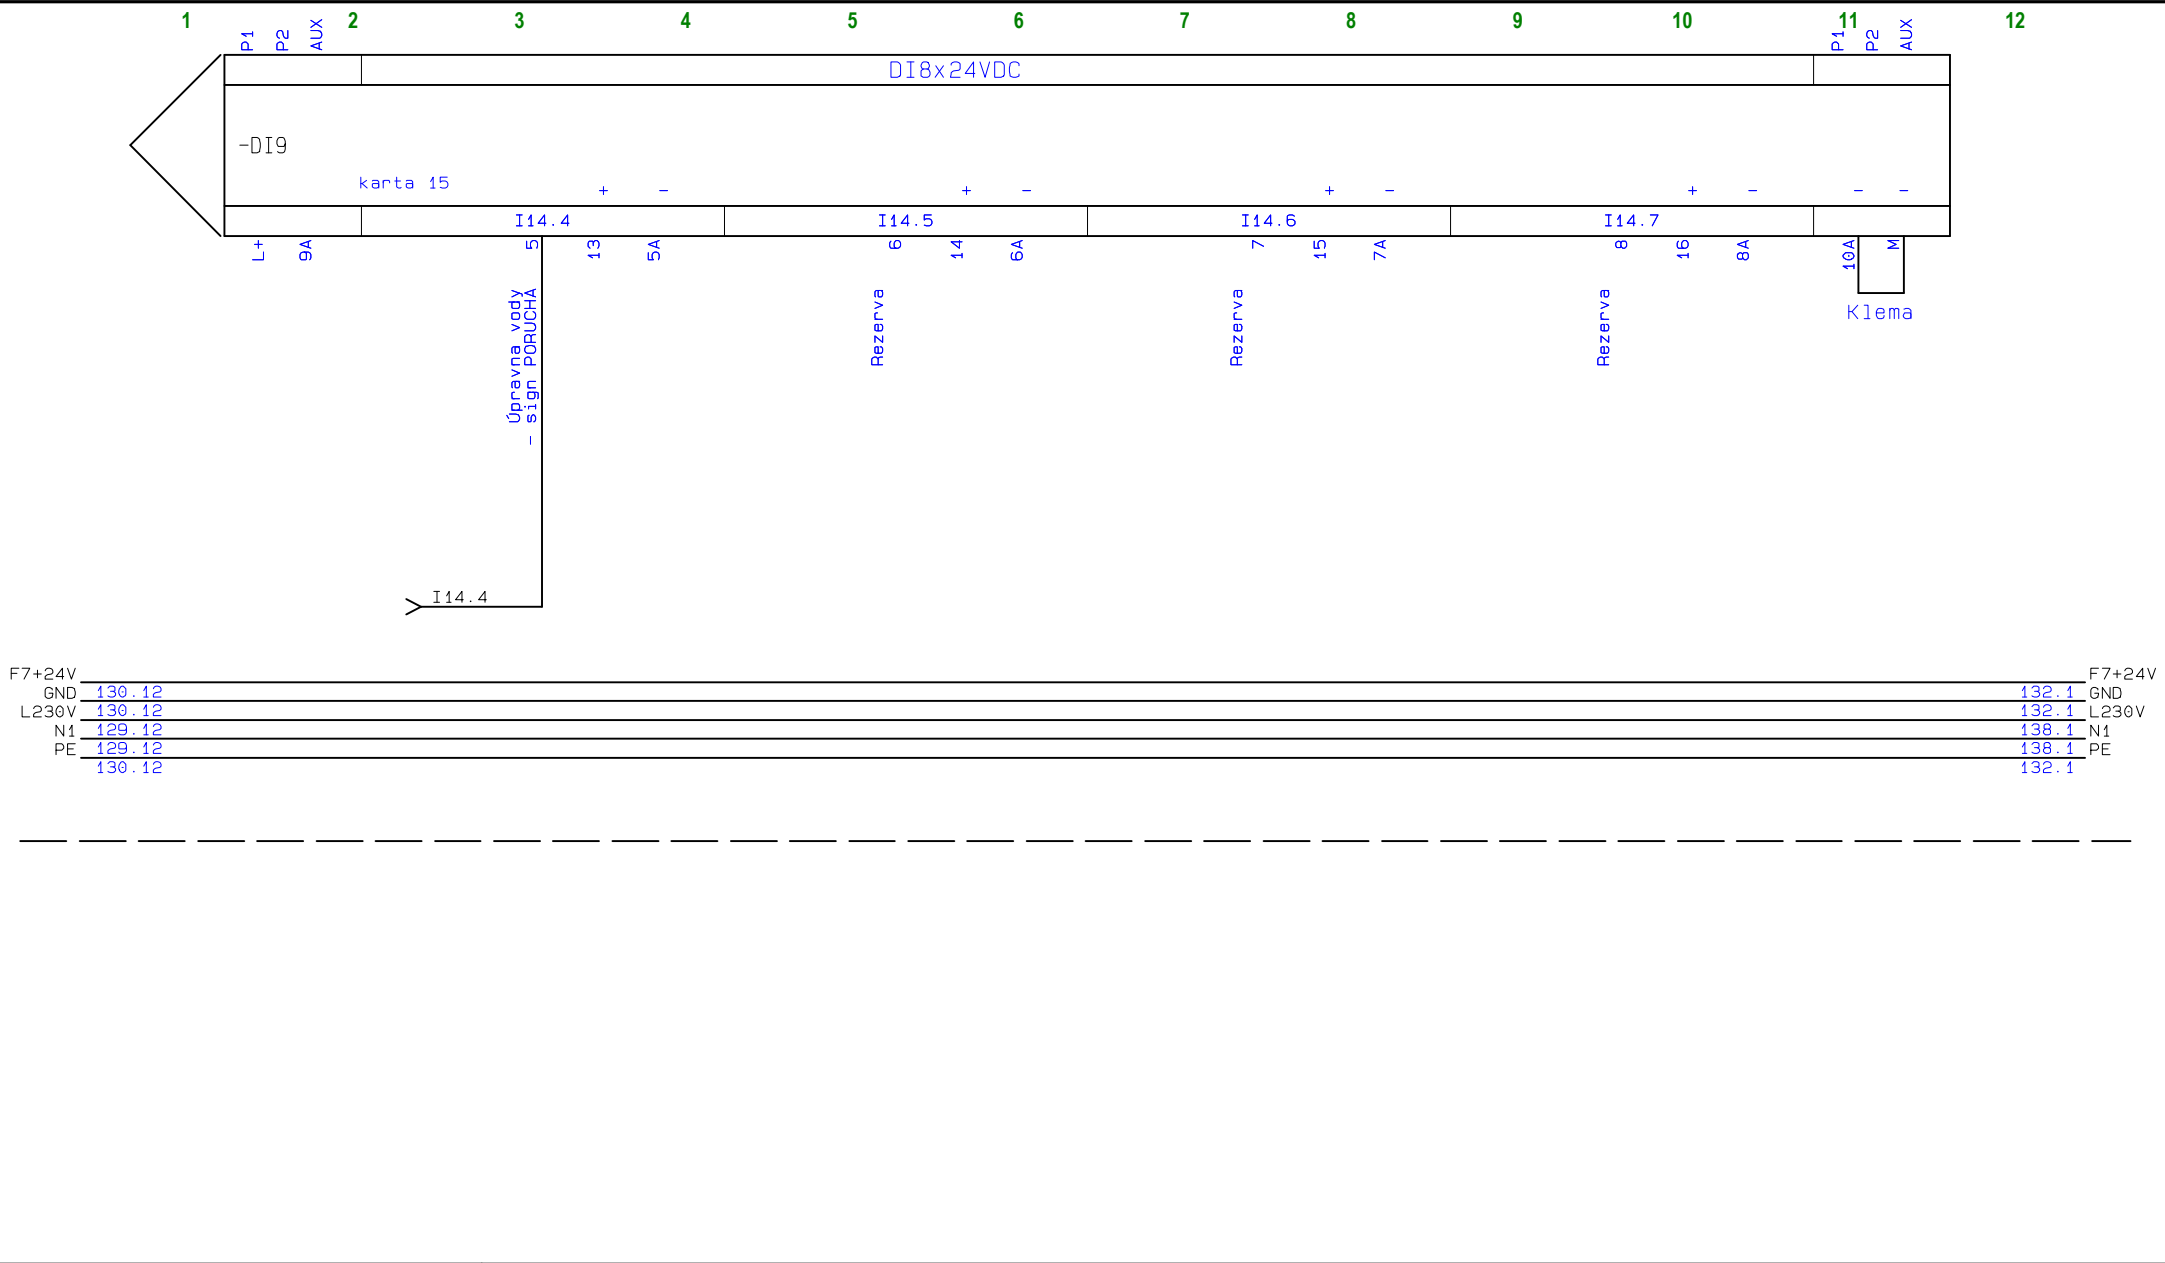 1 2 3 4 5 6 7 8 9 10 11 12
P1 P2 AUX P1 P2 AUX
DI8x24VDC
-DI9
karta 15
+ - + - + - + - - -
I14.4 I14.5 I14.6 I14.7
L+ 9A 5 13 5A 6 14 6A 7 15 7A 8 16 8A 10A M
Úpravna vody
- sign PORUCHA
Rezerva
Rezerva
Rezerva
Klema
I14.4
F7+24V F7+24V
GND 130.12 132.1 GND
L230V 130.12 132.1 L230V
N1 129.12 138.1 N1
PE 129.12 138.1 PE
130.12 132.1